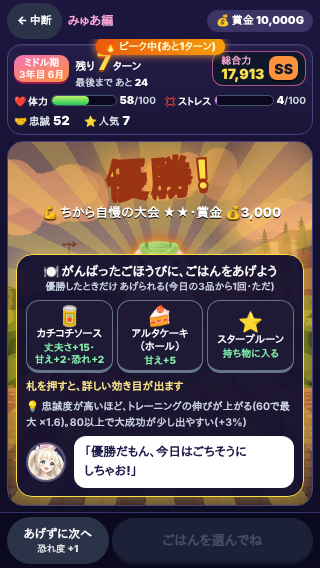 ← 中断
みゅあ編
💰 賞金 10,000G
🔥 ピーク中(あと1ターン)
ミドル期
3年目 6月
残り 7 ターン
最後まで あと 24
総合力
17,913 SS
❤️ 体力 58/100 💢 ストレス 4/100
🤝 忠誠 52 ⭐ 人気 7
優勝!
💪 ちから自慢の大会 ★★・賞金 💰3,000
🍽️ がんばったごほうびに、ごはんをあげよう
優勝したときだけ あげられる(今日の3品から1回・ただ)
カチコチソース
丈夫さ+15・
甘え+2・恐れ+2
アルタケーキ
(ホール)
甘え+5
スタープルーン
持ち物に入る
札を押すと、詳しい効き目が出ます
💡 忠誠度が高いほど、トレーニングの伸びが上がる(60で最
大 ×1.6)。80以上で大成功が少し出やすい(+3%)
「優勝だもん、今日はごちそうに
しちゃお!」
あげずに次へ
恐れ度 +1
ごはんを選んでね